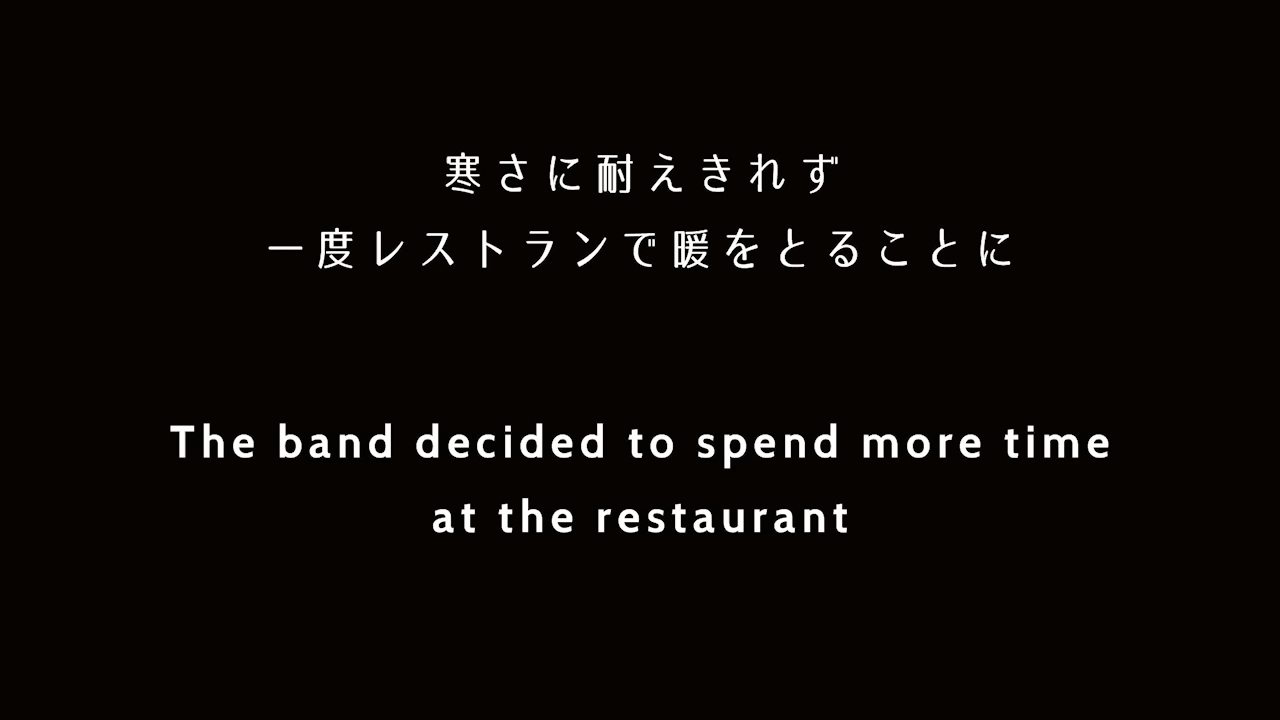 寒さに耐えきれず
一度レストランで暖をとることに
The band decided to spend more time
at the restaurant